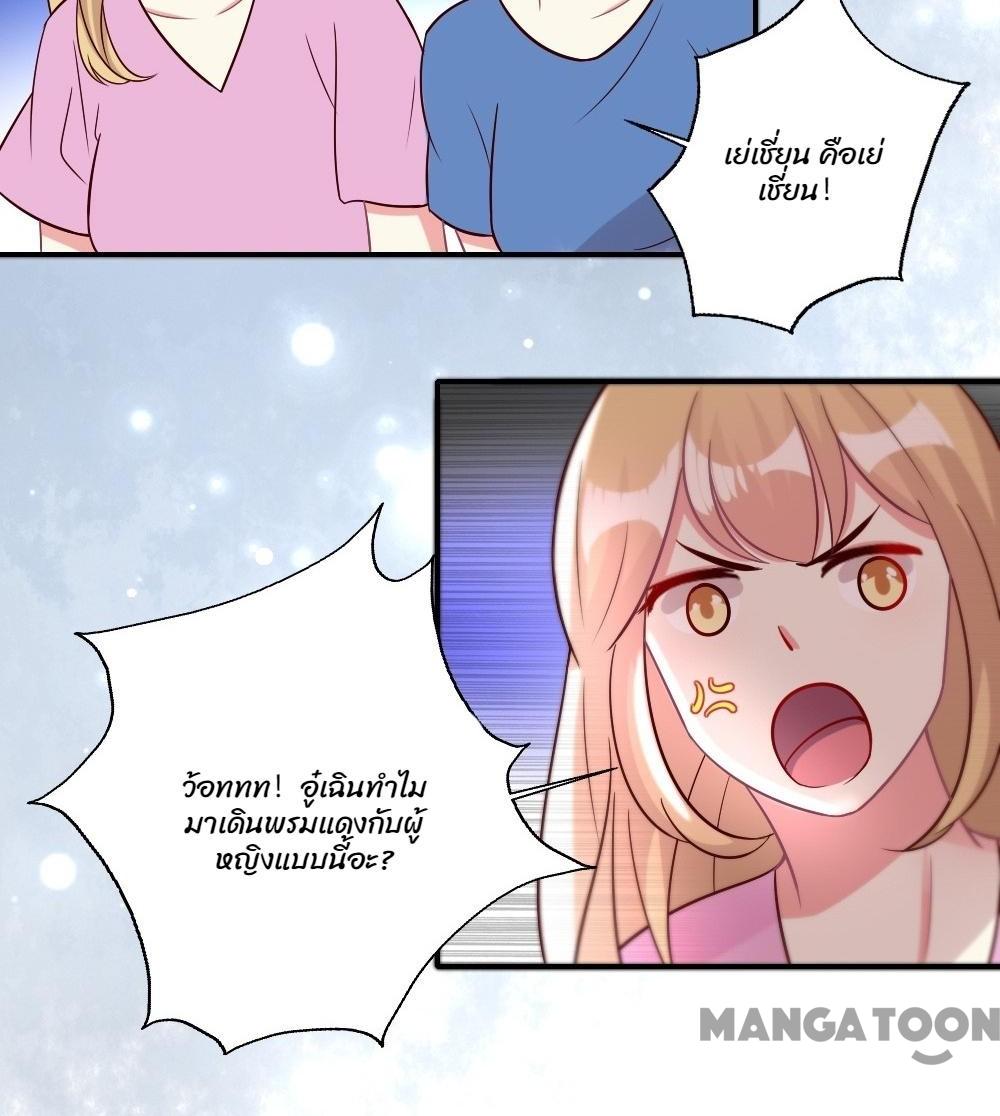 เย่เชี่ยน คือเย่
เชี่ยน!
ว้อททท! อู๋เฉินทำไม
มาเดินพรมแดงกับผู้
หญิงแบบนี้อะ?
MANGATOON